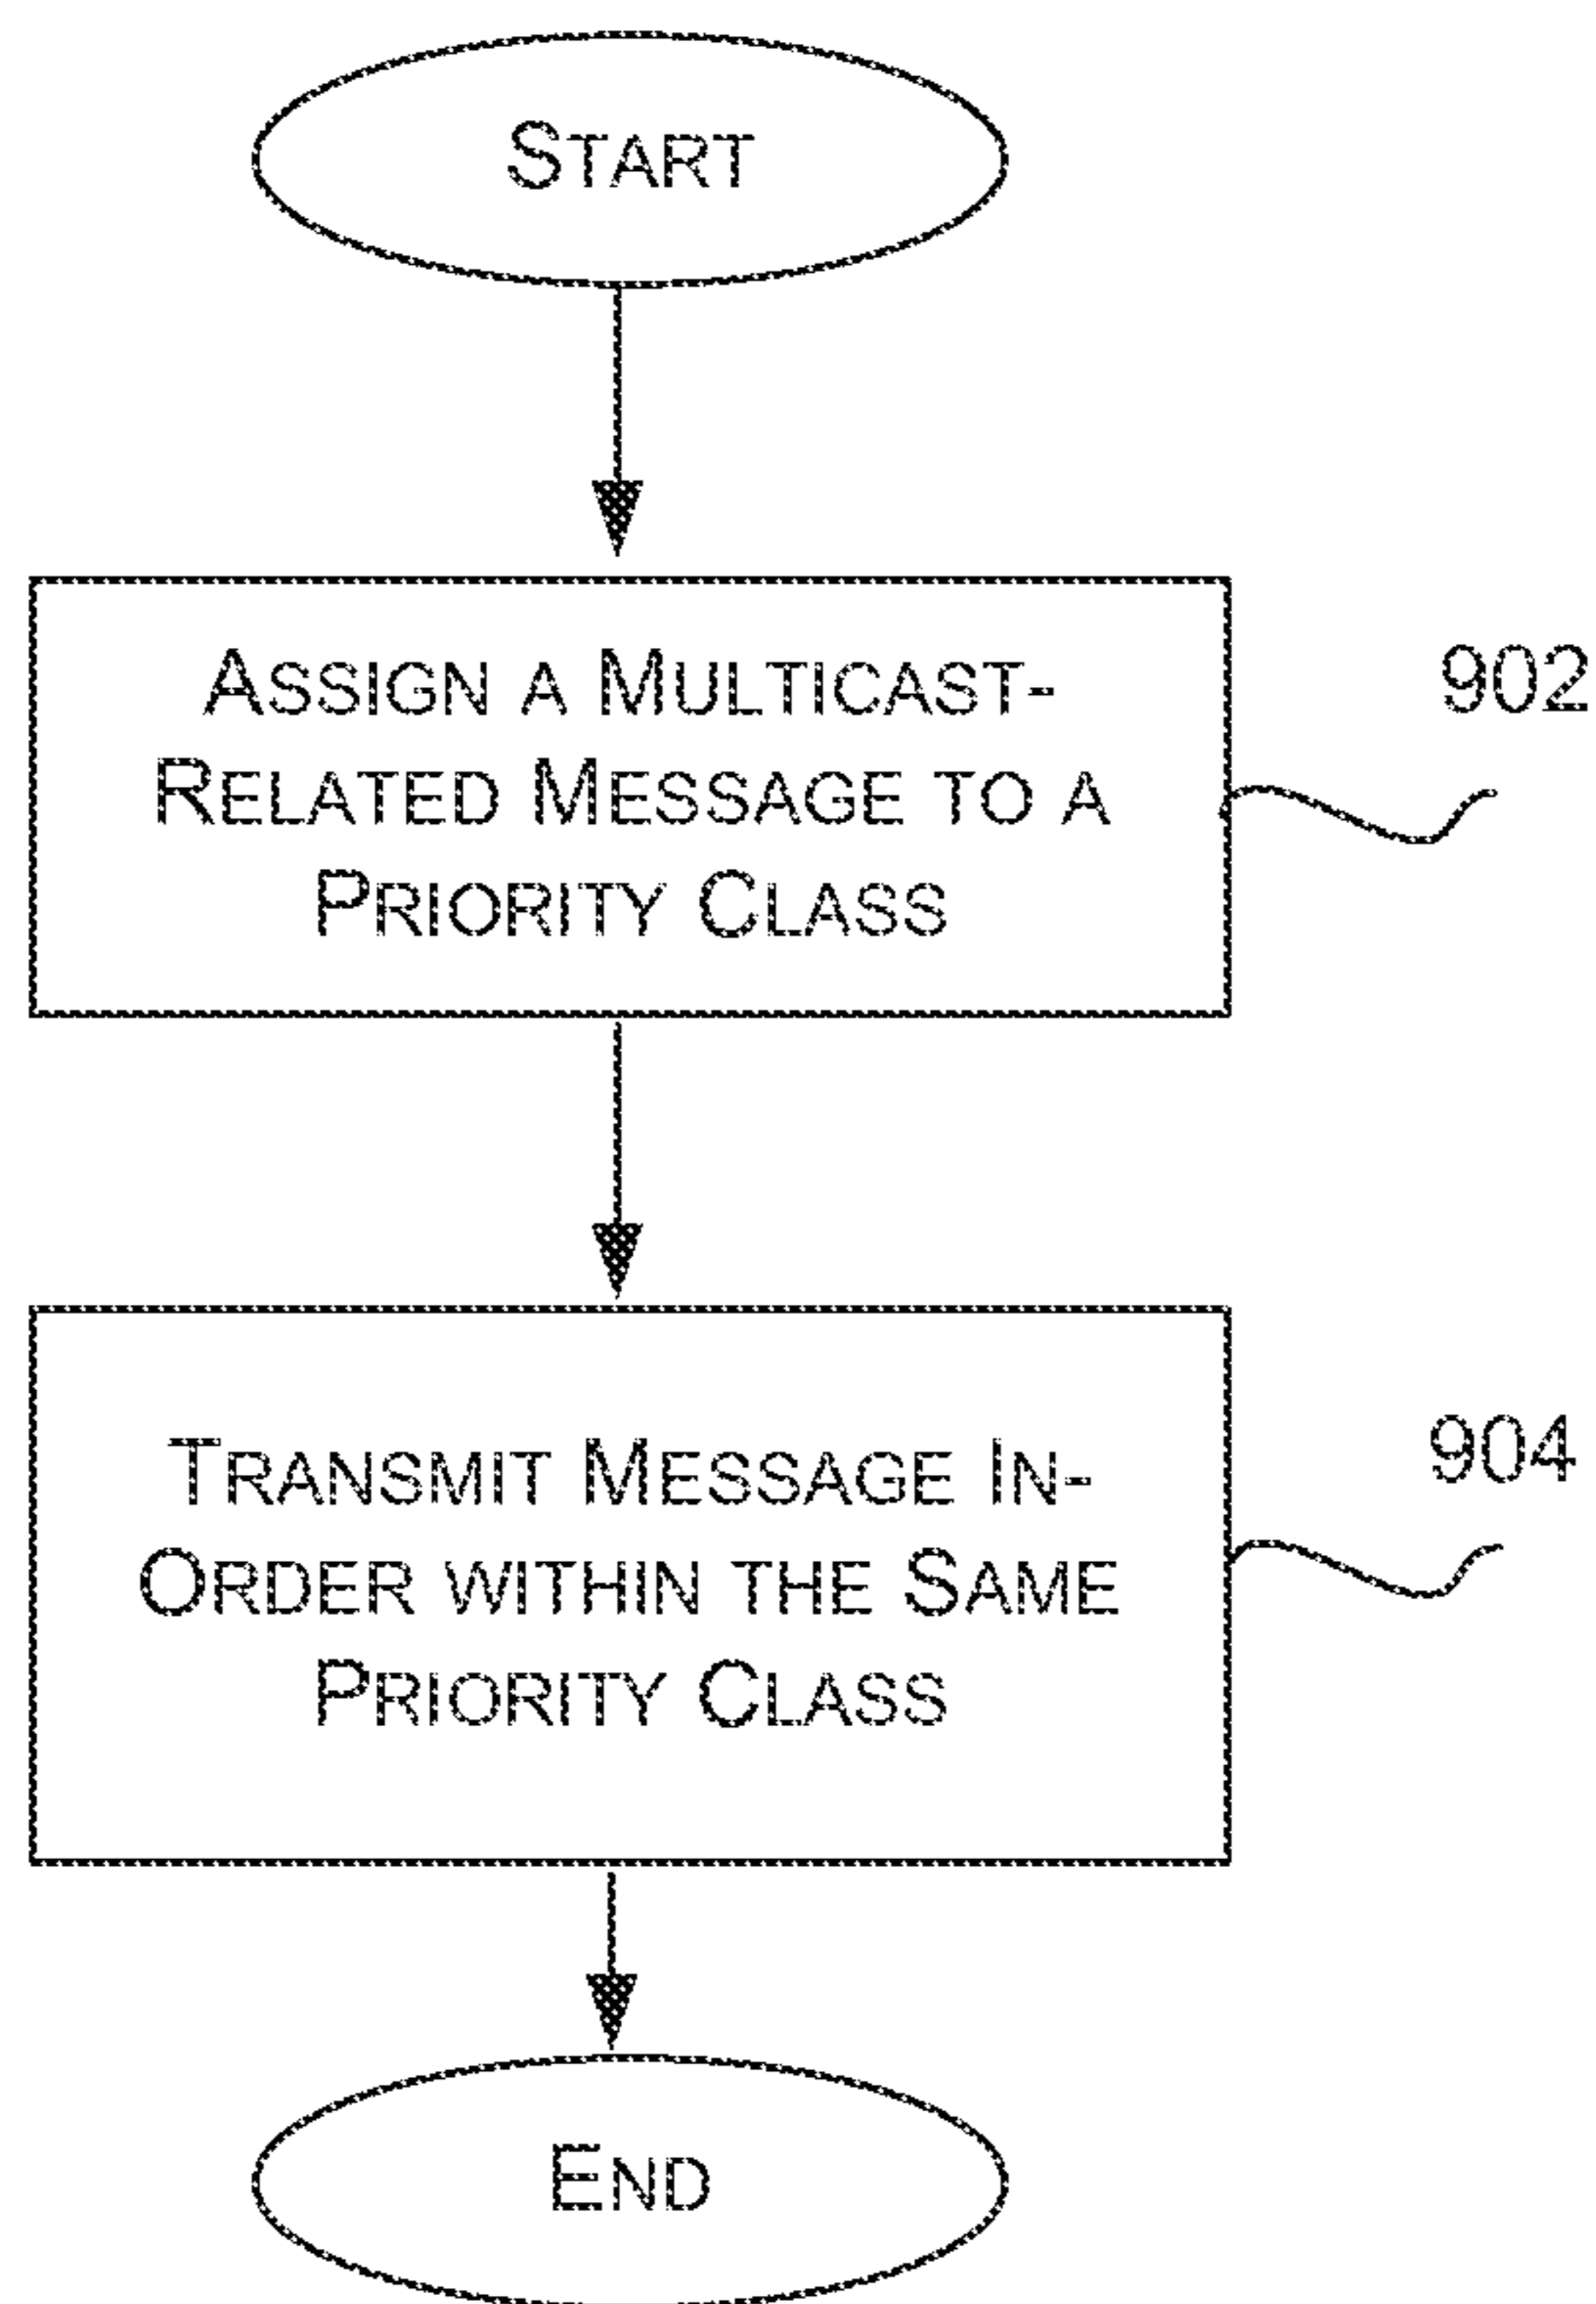 START
ASSIGN A MULTICAST-
RELATED MESSAGE TO A
PRIORITY CLASS
902
TRANSMIT MESSAGE IN-
ORDER WITHIN THE SAME
PRIORITY CLASS
904
END